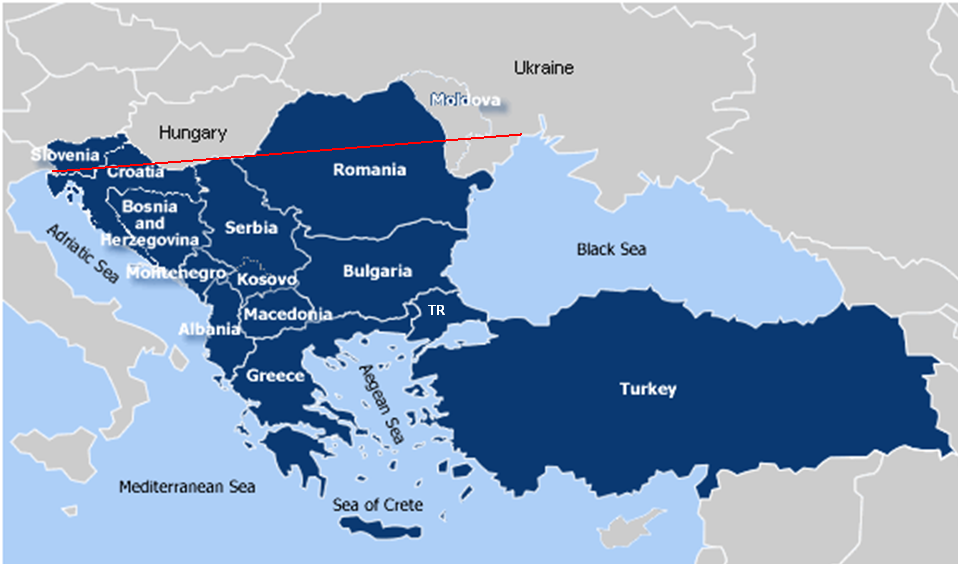 Ukraine
Moldova
Hungary
Slovenia
Croatia
Romania
Bosnia
and
Herzegovina
Serbia
Adriatic Sea
Black Sea
Montenegro
Kosovo
Bulgaria
Macedonia
TR
Albania
Greece
Aegean Sea
Turkey
Mediterranean Sea
Sea of Crete